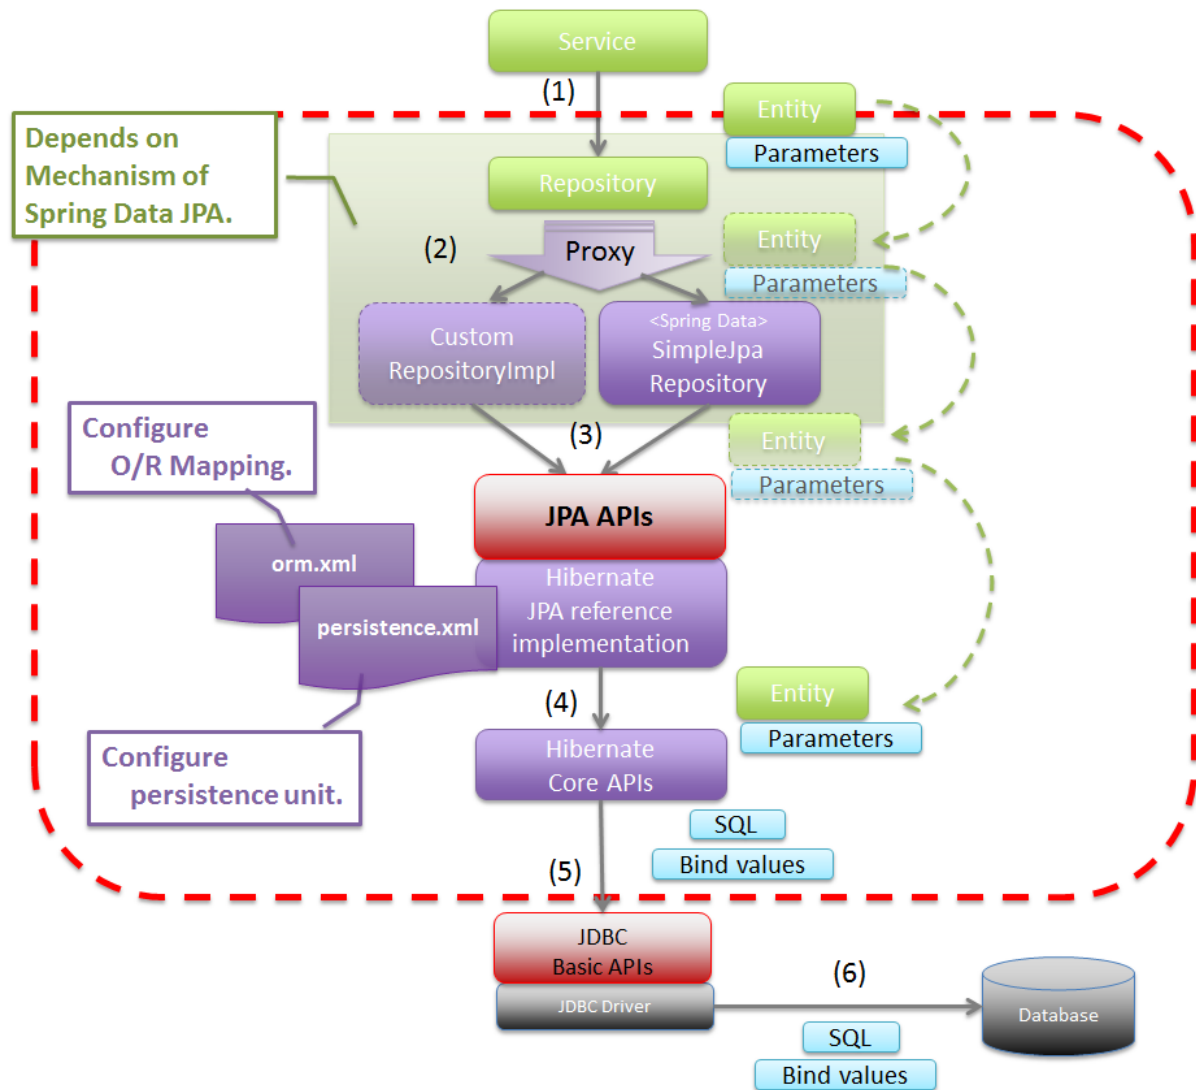 Service
(1)
Entity
Parameters
Depends on
Mechanism of
Spring Data JPA.
Repository
(2)
Proxy
Entity
Parameters
Custom
RepositoryImpl
<Spring Data>
SimpleJpa
Repository
Configure
O/R Mapping.
(3)
Entity
Parameters
JPA APIs
orm.xml
persistence.xml
Hibernate
JPA reference
implementation
(4)
Entity
Parameters
Configure
persistence unit.
Hibernate
Core APIs
SQL
Bind values
(5)
JDBC
Basic APIs
JDBC Driver
(6)
Database
SQL
Bind values